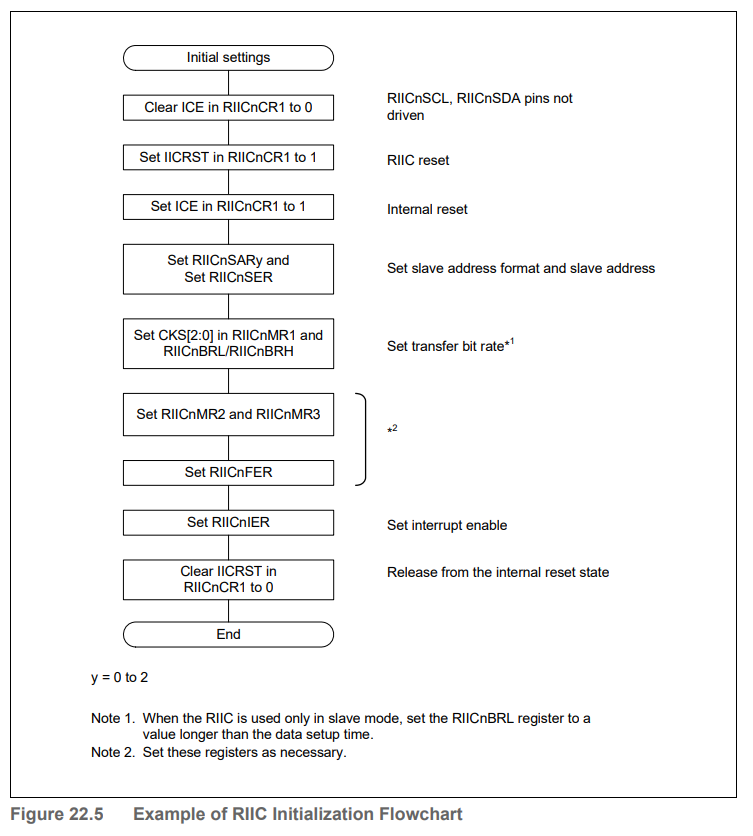 Initial settings
Clear ICE in RIICnCR1 to 0
RIICnSCL, RIICnSDA pins not
driven
Set IICRST in RIICnCR1 to 1
RIIC reset
Set ICE in RIICnCR1 to 1
Internal reset
Set RIICnSARy and
Set RIICnSER
Set slave address format and slave address
Set CKS[2:0] in RIICnMR1 and
RIICnBRL/RIICnBRH
Set transfer bit rate*1
Set RIICnMR2 and RIICnMR3
*2
Set RIICnFER
Set RIICnIER
Set interrupt enable
Clear IICRST in
RIICnCR1 to 0
Release from the internal reset state
End
y = 0 to 2
Note 1. When the RIIC is used only in slave mode, set the RIICnBRL register to a
value longer than the data setup time.
Note 2. Set these registers as necessary.
Figure 22.5 Example of RIIC Initialization Flowchart